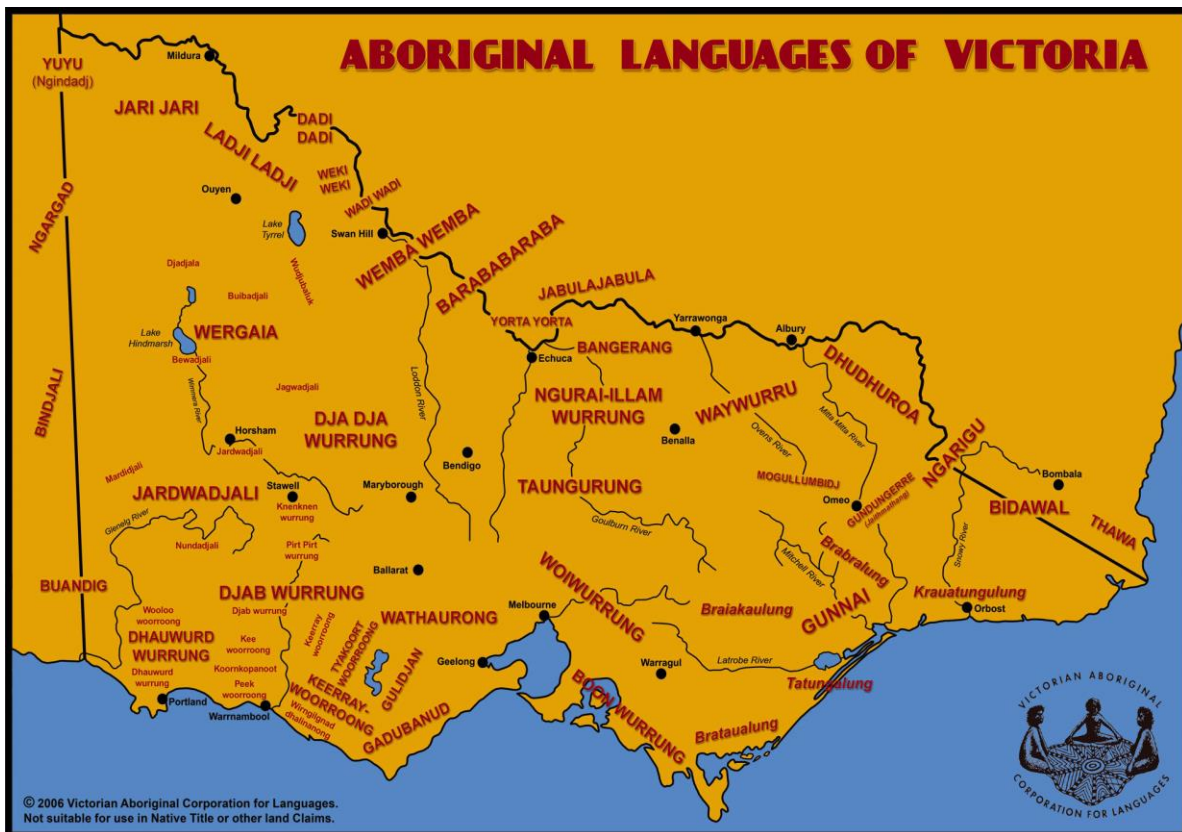 ABORIGINAL LANGUAGES OF VICTORIA
Mildura
YUYU
(Ngindadj)
JARI JARI
DADI
DADI
LADJI LADJI
WEKI
WEKI
WADI WADI
NGARGAD
Ouyen
Lake
Tyrrel
Swan Hill
WEMBA WEMBA
BARABABARABA
Djadjala
Wudjubaluk
Buibadjali
JABULAJABULA
YORTA YORTA
Yarrawonga
Albury
Lake
Hindmarsh
WERGAIA
Bewadjali
Echuca
BANGERANG
DHUDHUROA
Wimmera River
Jagwadjali
Loddon River
NGURAI-ILLAM
WURRUNG
WAYWURRU
BINDJALI
DJA DJA
WURRUNG
Benalla
Ovens River
Mitta Mitta River
Horsham
Jardwadjali
Bendigo
NGARIGU
Mardidjali
JARDWADJALI
Stawell
Knenknen
wurrung
Maryborough
TAUNGURUNG
MOGULLUMBIDJ
Omeo
GUNDUNGERRE
(Jaithmathang)
Bombala
BIDAWAL
THAWA
Glenelg River
Goulburn River
Nundadjali
Pirt Pirt
wurrung
Snowy River
Mitchell River
Brabralung
BUANDIG
Ballarat
DJAB WURRUNG
Djab wurrung
WOIWURRUNG
Krauatungulung
Orbost
Wooloo
woorroong
Keerray
woorroong
TYAKOORT
WOORROONG
WATHAURONG
Melbourne
Braiakaulung
GUNNAI
DHAUWURD
WURRUNG
Kee
woorroong
Koornkopanoot
Dhauwurd
wurrung
Peek
woorroong
Geelong
GULIDJAN
Warragul
Latrobe River
Tatungalung
KEERRAY-
WOORROONG
Wirngilgnad
dhalinanong
GADUBANUD
BOON WURRUNG
Portland
Warrnambool
Brataualung
VICTORIAN ABORIGINAL
CORPORATION FOR LANGUAGES
© 2006 Victorian Aboriginal Corporation for Languages.
Not suitable for use in Native Title or other land Claims.